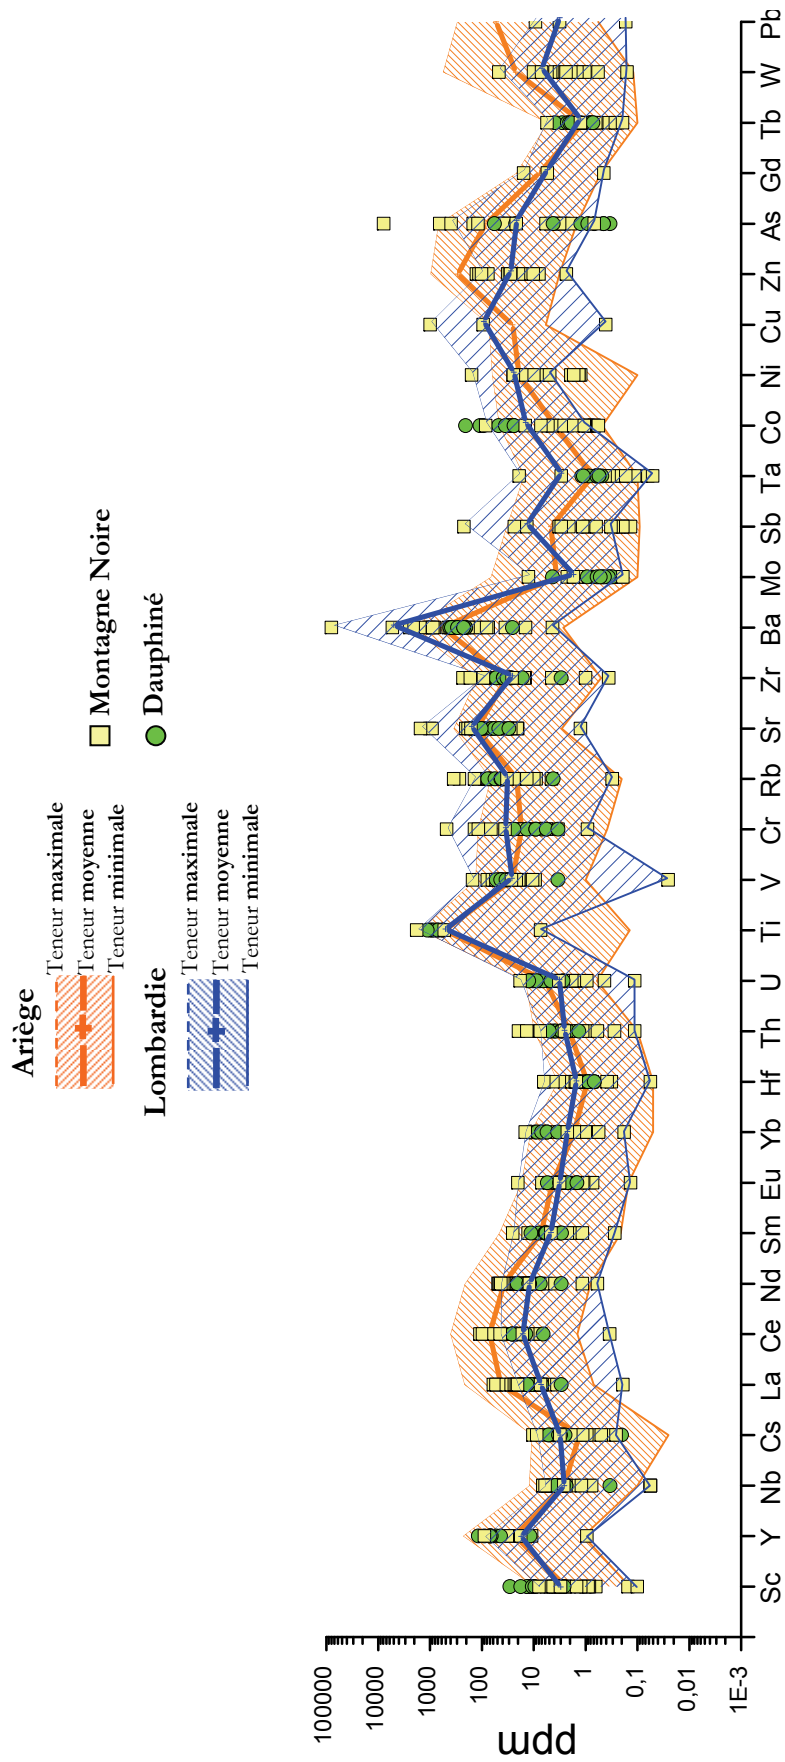 Ariège
Teneur maximale
Teneur moyenne
Teneur minimale
Lombardie
Teneur maximale
Teneur moyenne
Teneur minimale
Montagne Noire
Dauphiné
ppm
100000
10000
1000
100
10
1
0,1
0,01
1E-3
Sc Y Nb Cs La Ce Nd Sm Eu Yb Hf Th U Ti V Cr Rb Sr Zr Ba Mo Sb Ta Co Ni Cu Zn As Gd Tb W Pb